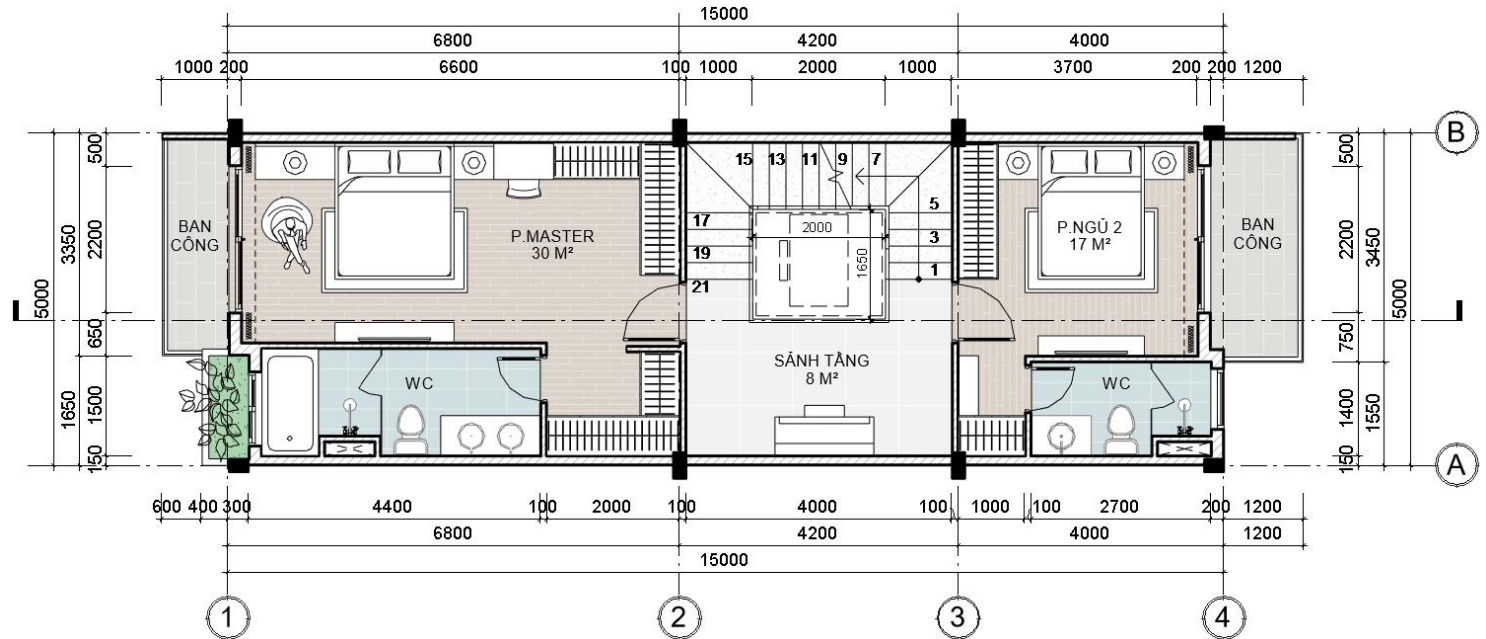 15000
6800 4200 4000
1000 200 6600 100 1000 2000 1000 3700 200 200 1200
B
500 15 13 11 9 7 500
5000 3350 2200 BAN CÔNG P.MASTER 30 M² 17 2000 5 P.NGỦ 2 17 M² BAN CÔNG 2200 3450 5000
19 1650 3
21 1
650 750
SẢNH TẦNG
8 M²
1650 1500 WC WC 1400 1550
150 150
A
600 400 300 4400 100 2000 100 4000 100 1000 100 2700 200 1200
6800 4200 4000 1200
15000
1 2 3 4